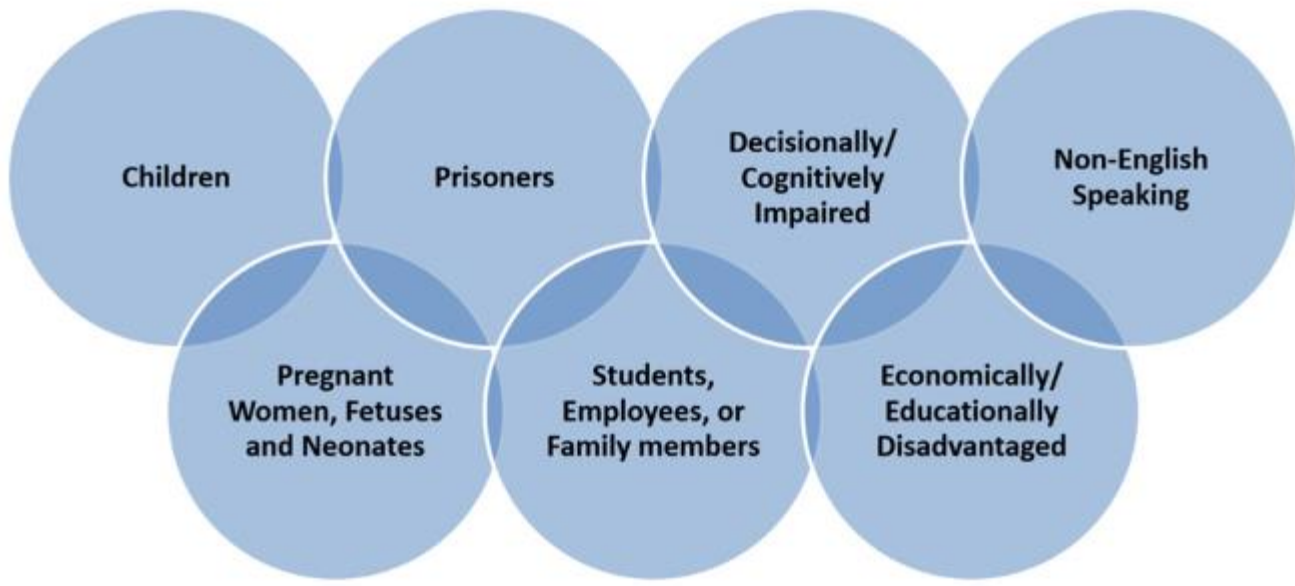 Children
Prisoners
Decisionally/
Cognitively
Impaired
Non-English
Speaking
Pregnant
Women, Fetuses
and Neonates
Students,
Employees, or
Family members
Economically/
Educationally
Disadvantaged